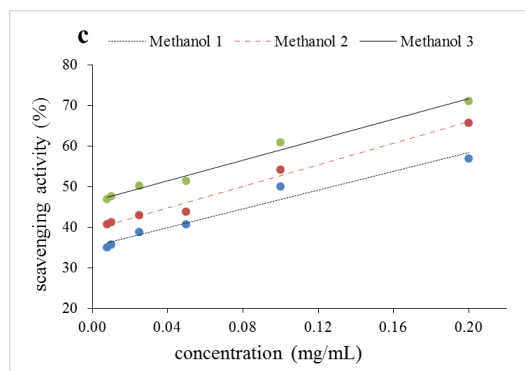 c
Methanol 1 Methanol 2 Methanol 3
80
70
60
50
40
30
20
scavenging activity (%)
0.00 0.04 0.08 0.12 0.16 0.20
concentration (mg/mL)